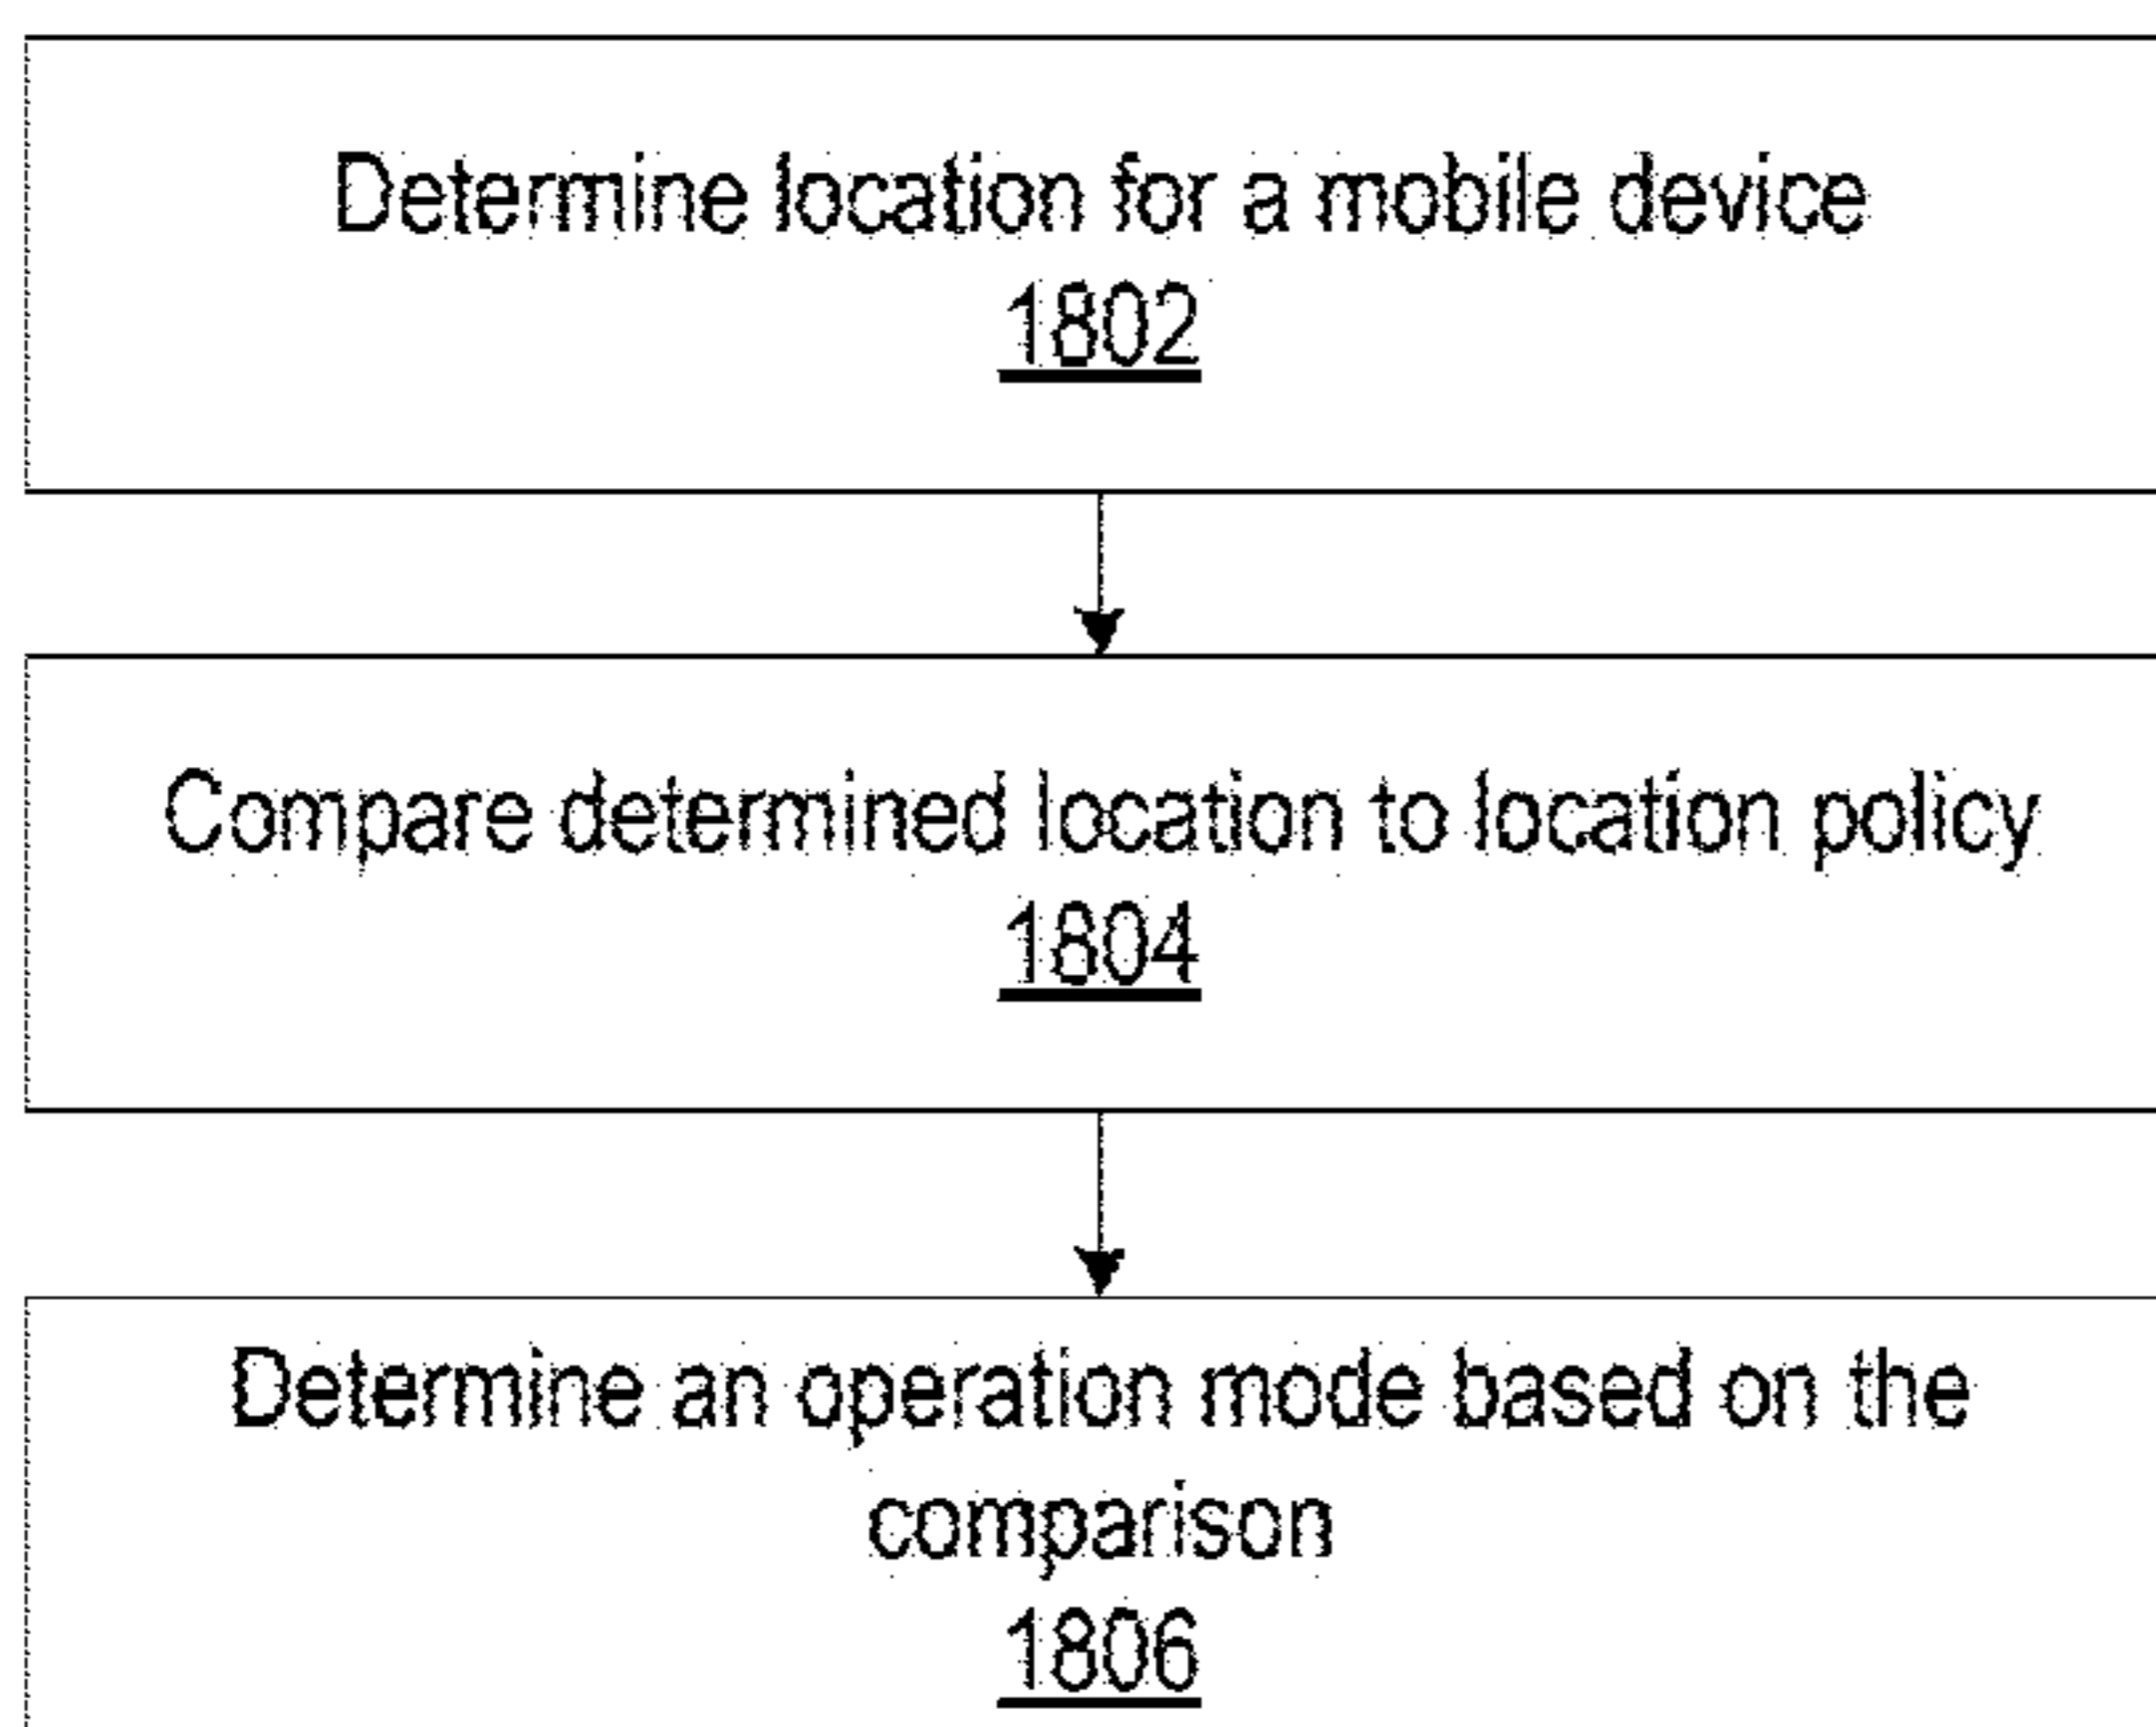 Determine location for a mobile device
1802
Compare determined location to location policy
1804
Determine an operation mode based on the
comparison
1806